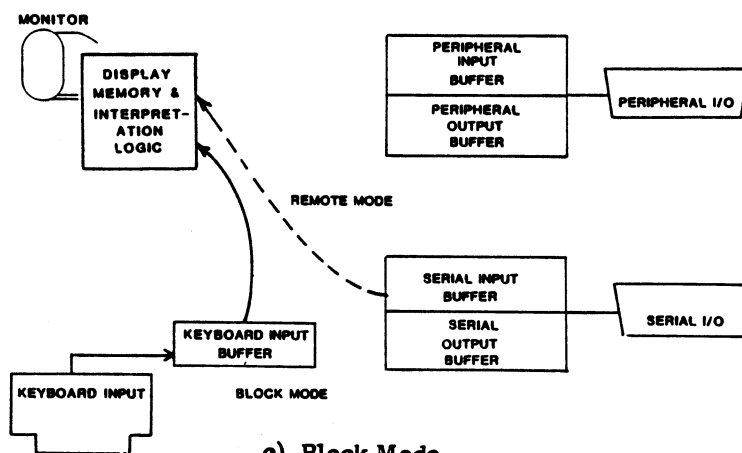 MONITOR
DISPLAY
MEMORY &
INTERPRET-
ATION
LOGIC
PERIPHERAL
INPUT
BUFFER
PERIPHERAL
OUTPUT
BUFFER
PERIPHERAL I/O
REMOTE MODE
SERIAL INPUT
BUFFER
SERIAL
OUTPUT
BUFFER
SERIAL I/O
KEYBOARD INPUT
BUFFER
KEYBOARD INPUT
BLOCK MODE
c) Block Mode